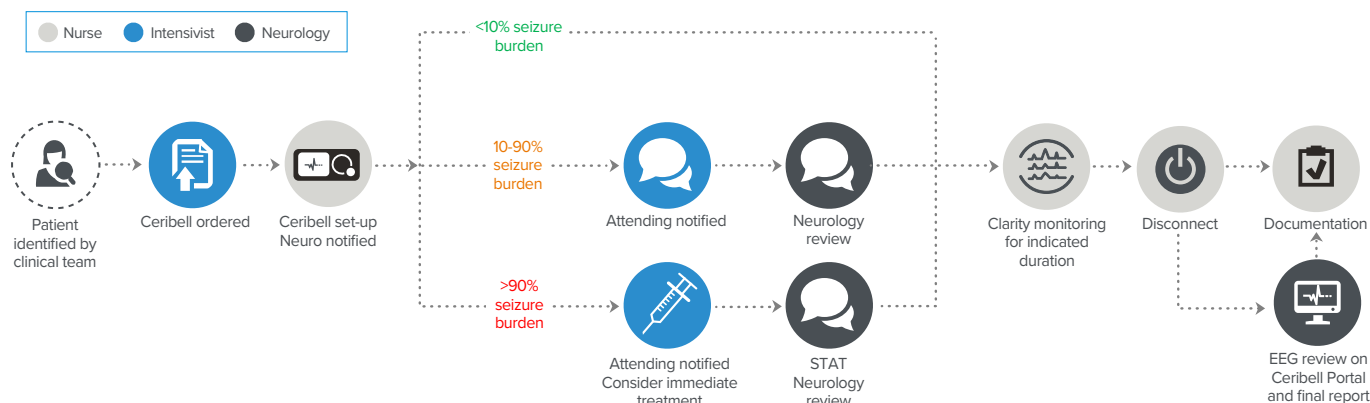 Nurse
Intensivist
Neurology
<10% seizure
burden
10-90%
seizure
burden
>90%
seizure
burden
Patient
identified by
clinical team
Ceribell ordered
Ceribell set-up
Neuro notified
Attending notified
Neurology
review
Attending notified
Consider immediate
treatment
STAT
Neurology
review
Clarity monitoring
for indicated
duration
Disconnect
Documentation
EEG review on
Ceribell Portal
and final report